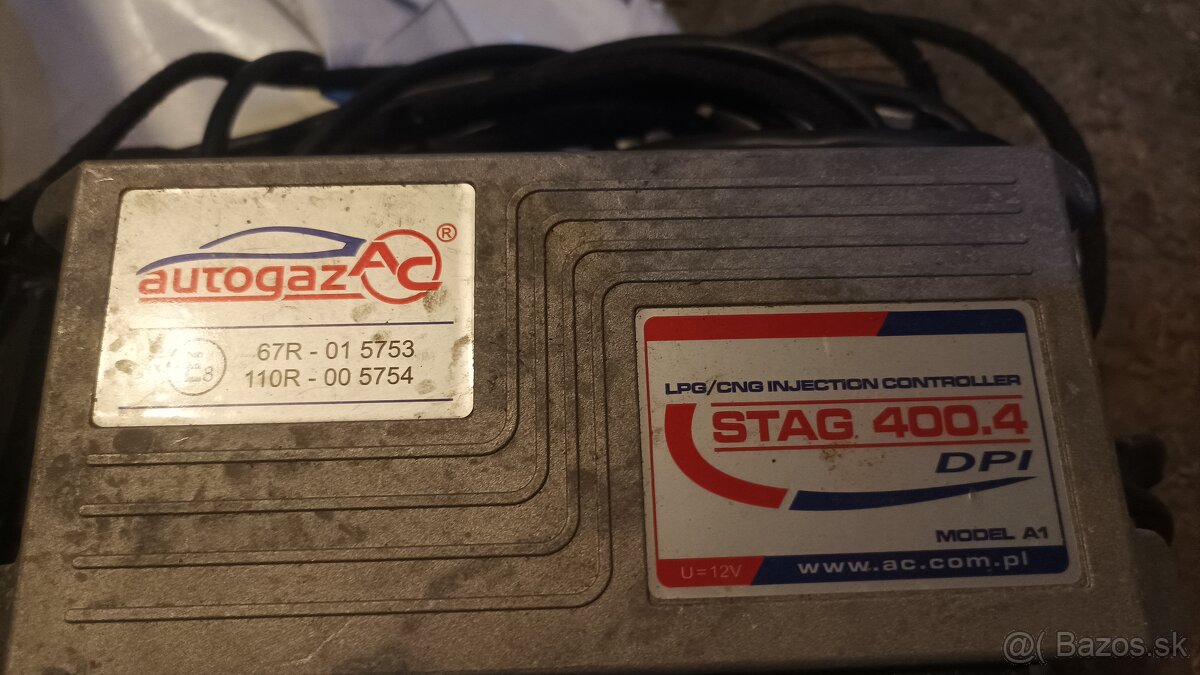 autogaz AC ®
67R - 01 5753
110R - 00 5754
8
LPG/CNG INJECTION CONTROLLER
STAG 400.4
DPI
MODEL A1
U=12V www.ac.com.pl
@( Bazos.sk